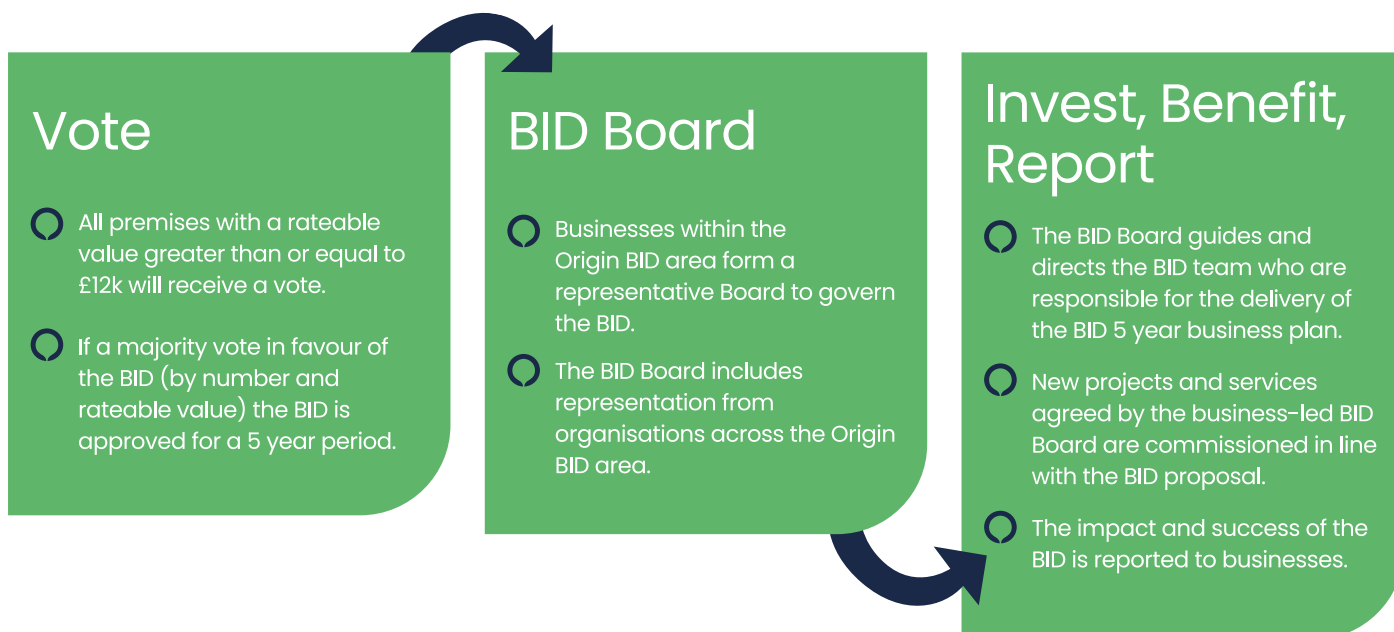 Vote
All premises with a rateable
value greater than or equal to
£12k will receive a vote.
If a majority vote in favour of
the BID (by number and
rateable value) the BID is
approved for a 5 year period.
BID Board
Businesses within the
Origin BID area form a
representative Board to govern
the BID.
The BID Board includes
representation from
organisations across the Origin
BID area.
Invest, Benefit,
Report
The BID Board guides and
directs the BID team who are
responsible for the delivery of
the BID 5 year business plan.
New projects and services
agreed by the business-led BID
Board are commissioned in line
with the BID proposal.
The impact and success of the
BID is reported to businesses.